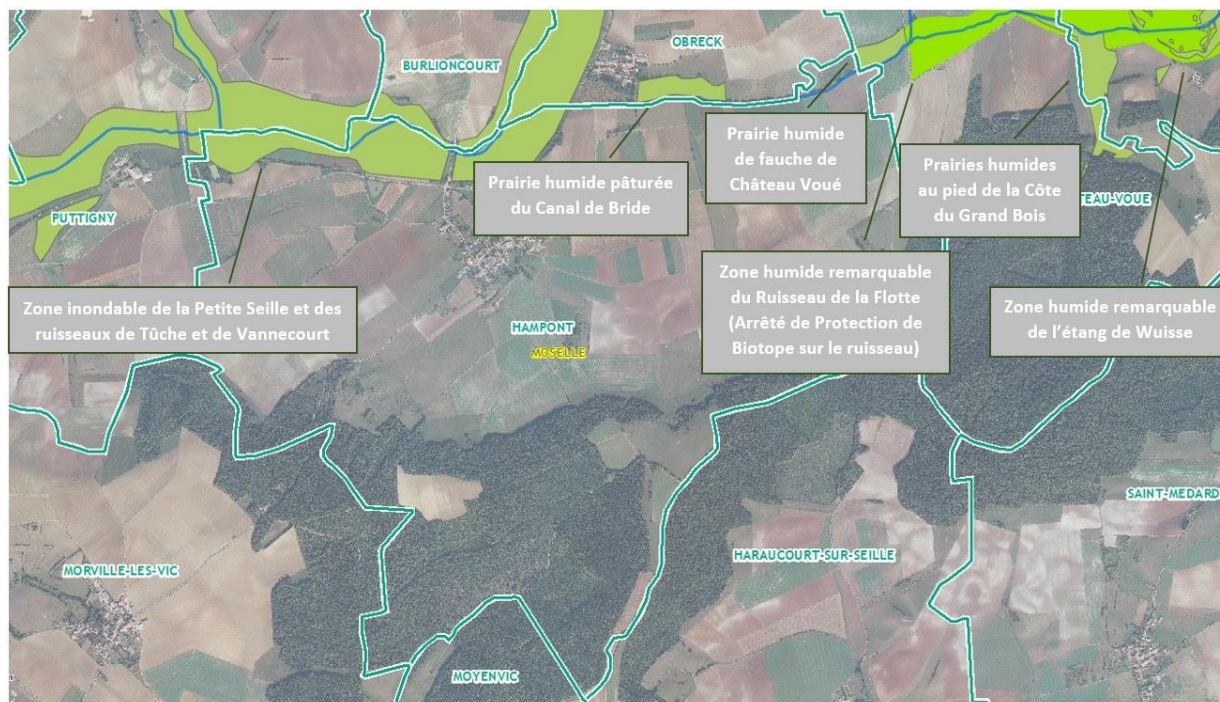 OBRECK
BURLIONCOURT
Prairie humide
de fauche de
Château Voué
Prairies humides
au pied de la Côte
du Grand Bois
Prairie humide pâturée
du Canal de Bride
TEAU-VOUE
PUTTIGNY
Zone inondable de la Petite Seille et des
ruisseaux de Tûche et de Vannecourt
Zone humide remarquable
du Ruisseau de la Flotte
(Arrêté de Protection de
Biotope sur le ruisseau)
Zone humide remarquable
de l'étang de Wuisse
HAMPONT
MOSELLE
SAINT-MEDARD
HARAUCOURT-SUR-SEILLE
MORVILLE-LES-VIC
MOYENVIC